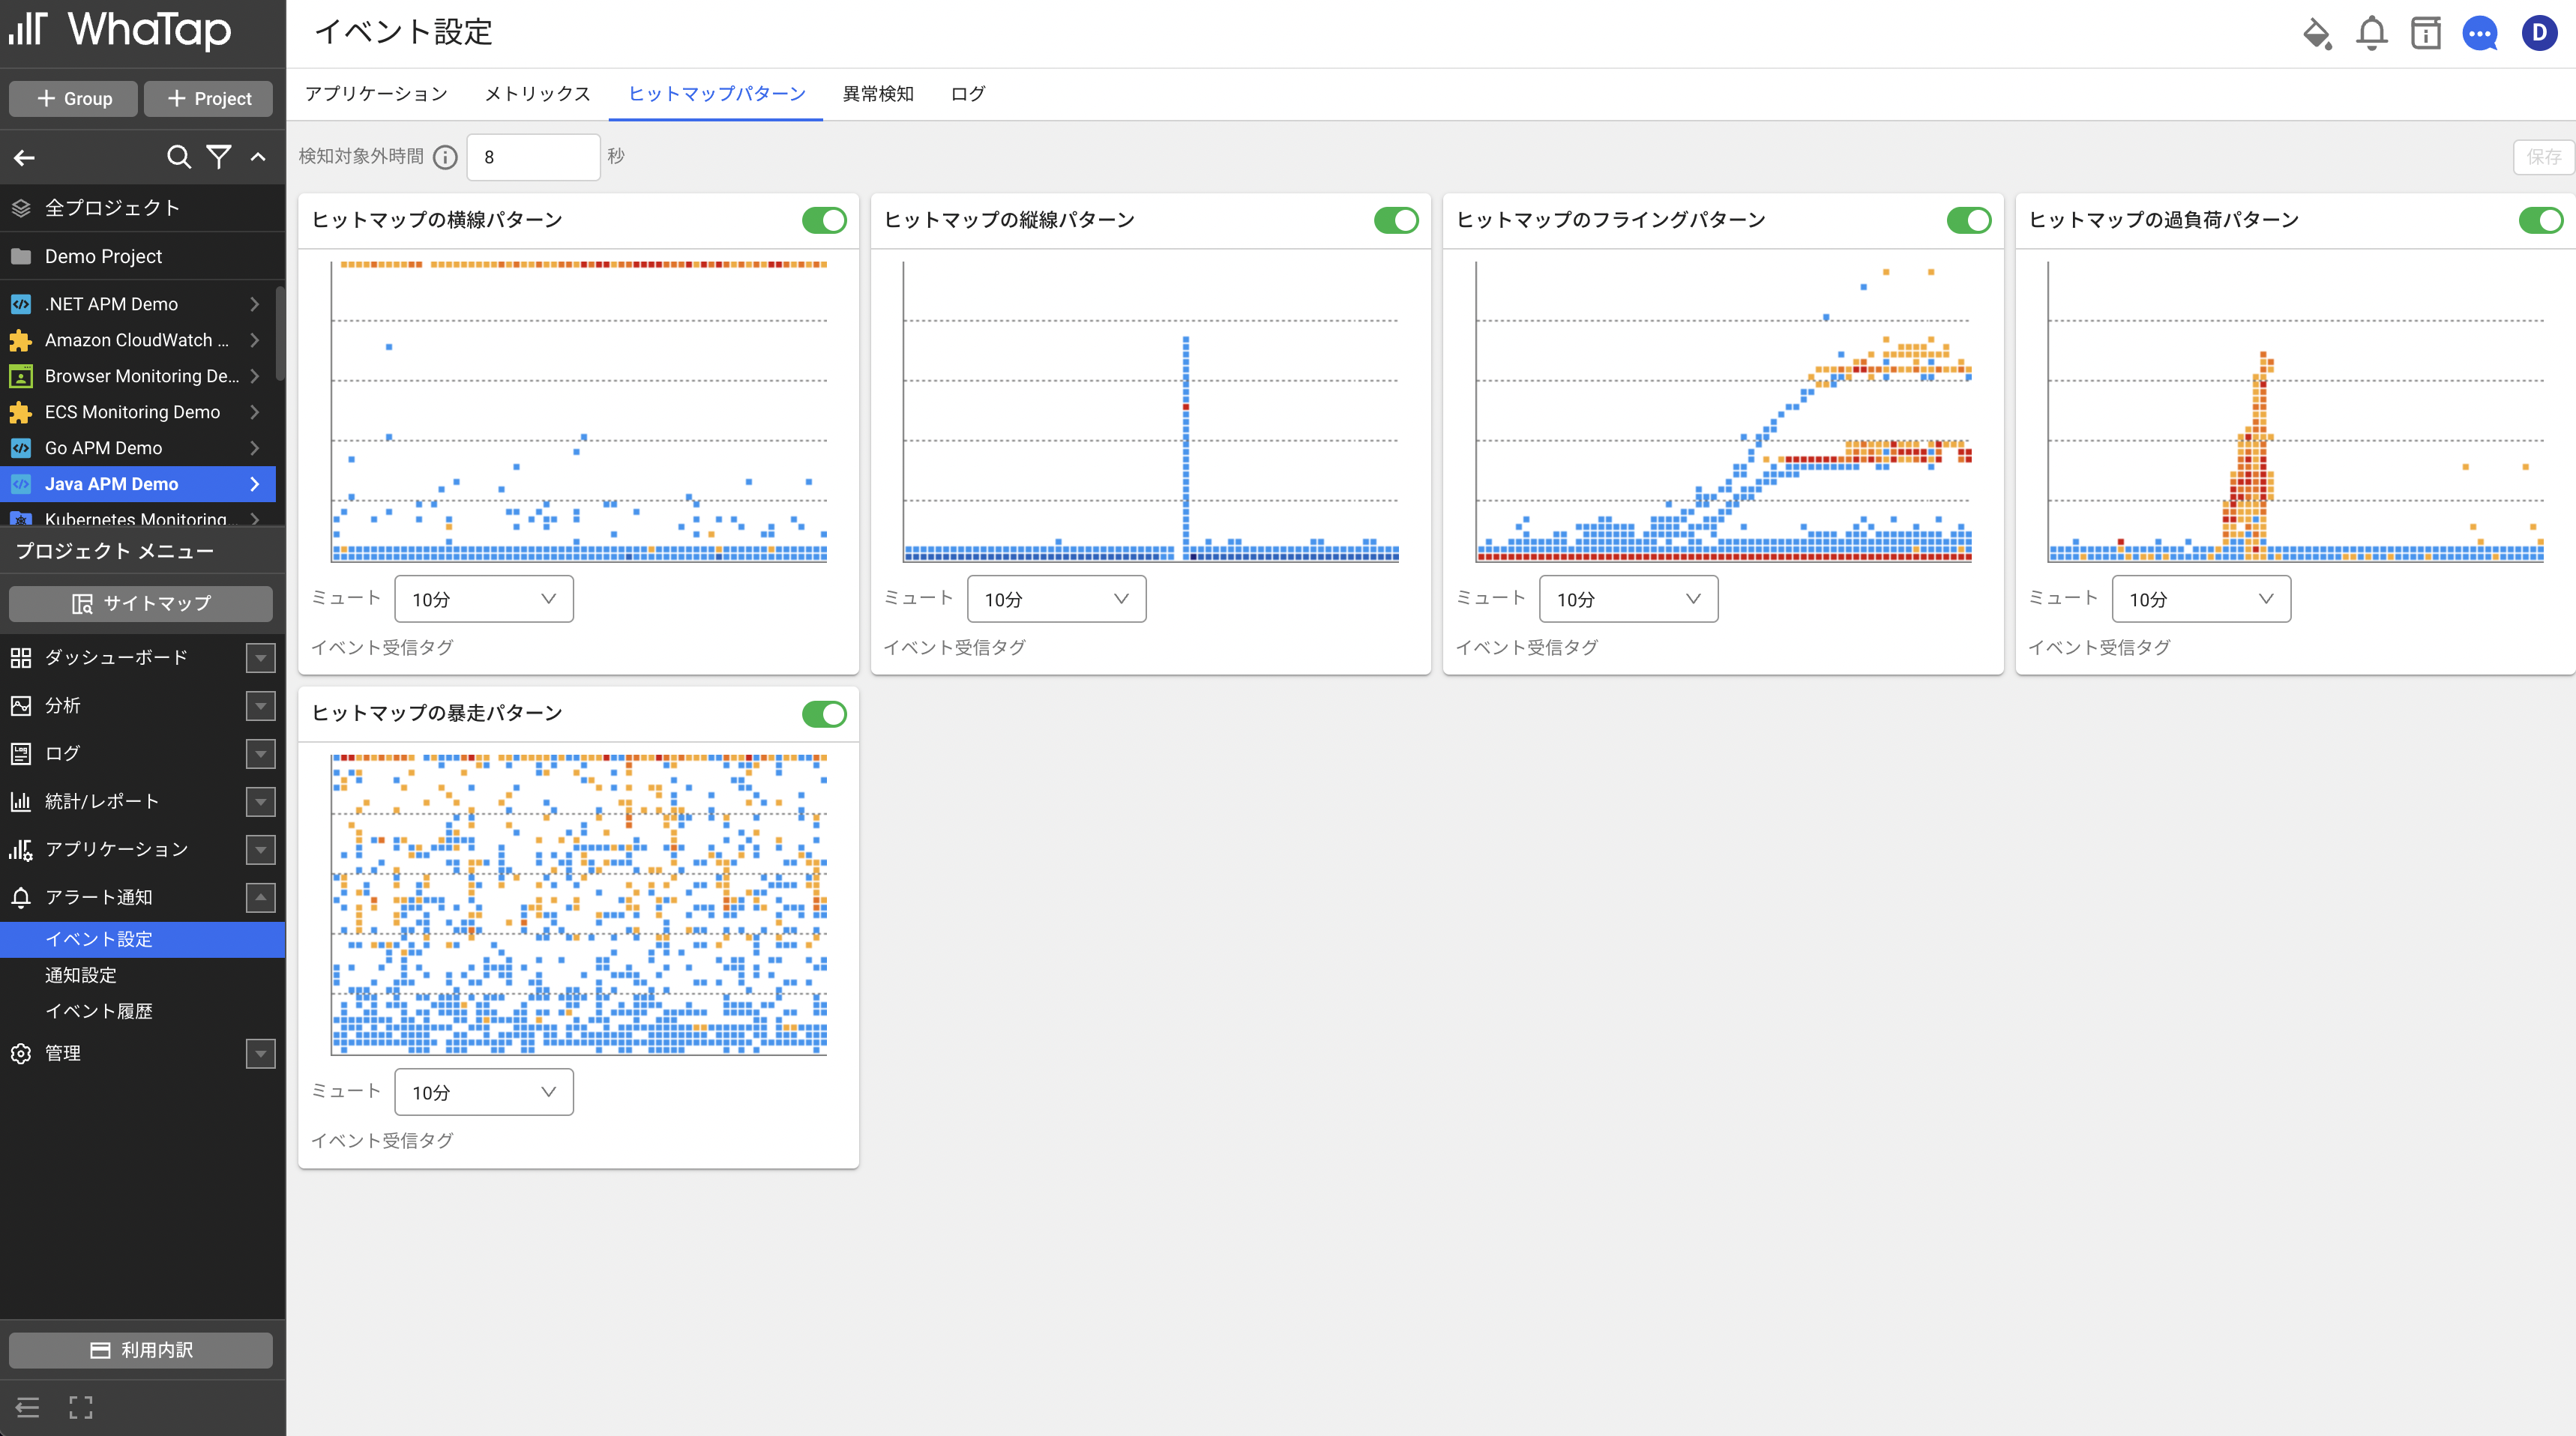 WhaTap
Group
Project
全プロジェクト
Demo Project
.NET APM Demo
Amazon CloudWatch ...
Browser Monitoring De...
ECS Monitoring Demo
Go APM Demo
Java APM Demo
Kubernetes Monitoring...
プロジェクト メニュー
サイトマップ
ダッシューボード
分析
ログ
統計/レポート
アプリケーション
アラート通知
イベント設定
通知設定
イベント履歴
管理
利用内訳
イベント設定
D
アプリケーション メトリックス ヒットマップパターン 異常検知 ログ
検知対象外時間 8 秒
保存
ヒットマップの横線パターン
ミュート 10分
イベント受信タグ
ヒットマップの縦線パターン
ミュート 10分
イベント受信タグ
ヒットマップのフライングパターン
ミュート 10分
イベント受信タグ
ヒットマップの過負荷パターン
ミュート 10分
イベント受信タグ
ヒットマップの暴走パターン
ミュート 10分
イベント受信タグ